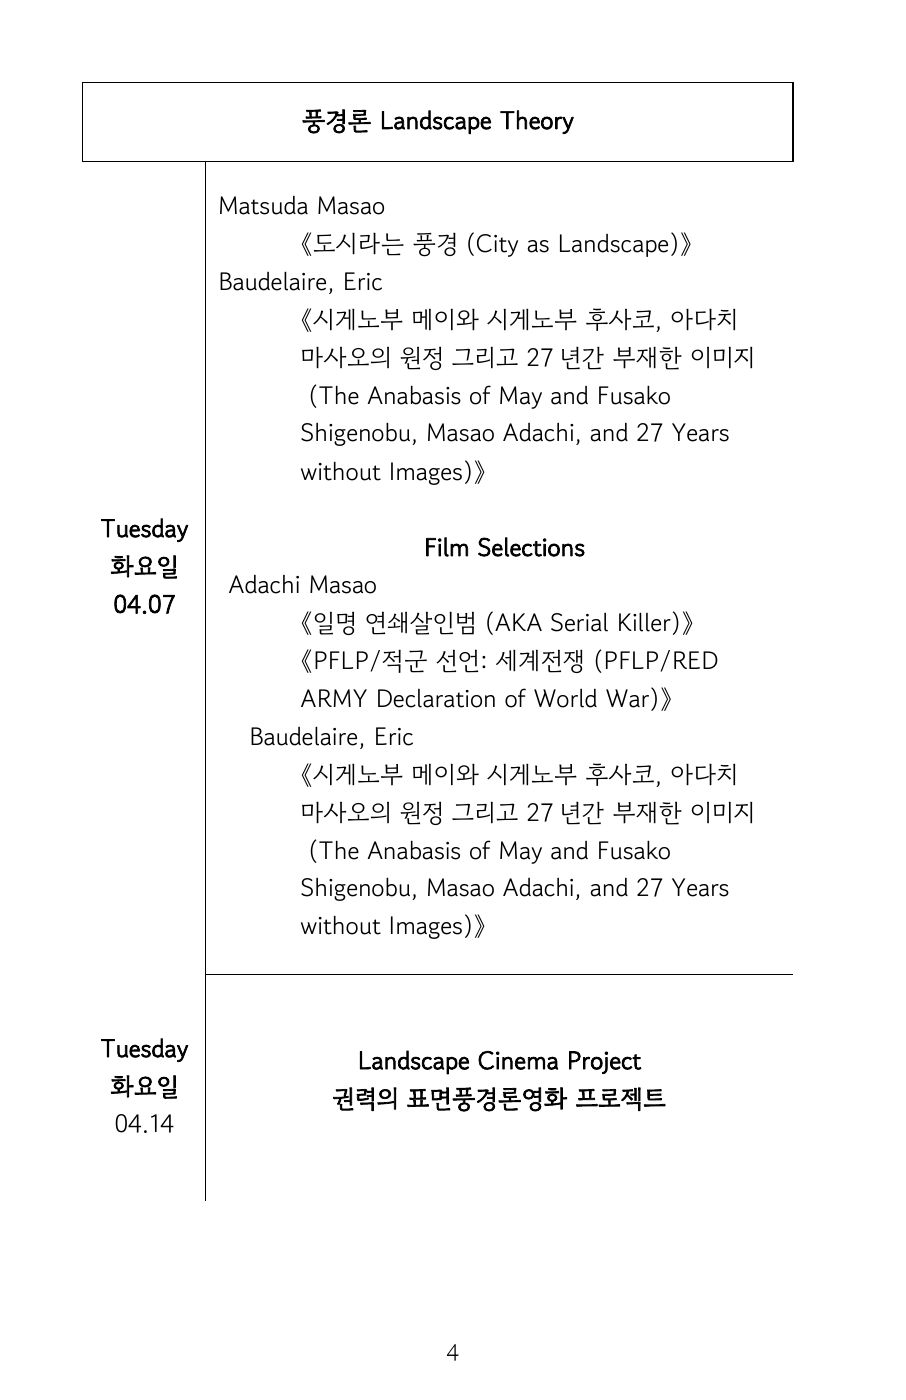 풍경론 Landscape Theory
Matsuda Masao
《도시라는 풍경 (City as Landscape)》
Baudelaire, Eric
《시게노부 메이와 시게노부 후사코, 아다치
마사오의 원정 그리고 27 년간 부재한 이미지
(The Anabasis of May and Fusako
Shigenobu, Masao Adachi, and 27 Years
without Images)》
Tuesday
화요일
04.07
Film Selections
Adachi Masao
《일명 연쇄살인범 (AKA Serial Killer)》
《PFLP/적군 선언: 세계전쟁 (PFLP/RED
ARMY Declaration of World War)》
Baudelaire, Eric
《시게노부 메이와 시게노부 후사코, 아다치
마사오의 원정 그리고 27 년간 부재한 이미지
(The Anabasis of May and Fusako
Shigenobu, Masao Adachi, and 27 Years
without Images)》
Tuesday
화요일
04.14
Landscape Cinema Project
권력의 표면풍경론영화 프로젝트
4